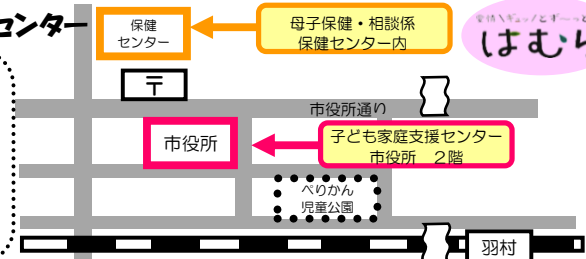 センター
保健
センター
母子保健・相談係
保健センター内
はむら
〒
市役所通り
市役所
子ども家庭支援センター
市役所　2階
ぺりかん
児童公園
羽村